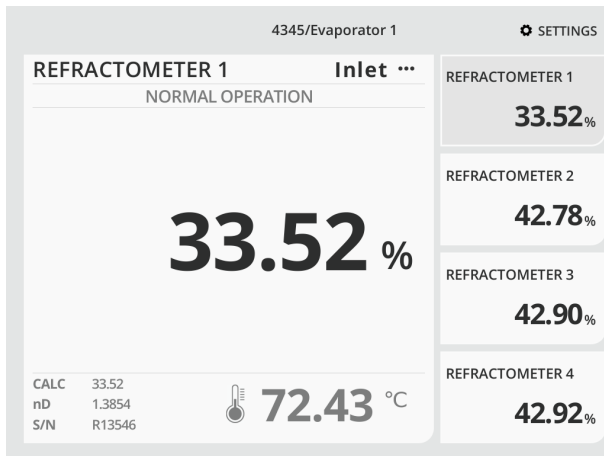 4345/Evaporator 1
SETTINGS
REFRACTOMETER 1 Inlet ···
NORMAL OPERATION
33.52 %
CALC 33.52
nD 1.3854
S/N R13546
72.43 °C
REFRACTOMETER 1
33.52%
REFRACTOMETER 2
42.78%
REFRACTOMETER 3
42.90%
REFRACTOMETER 4
42.92%